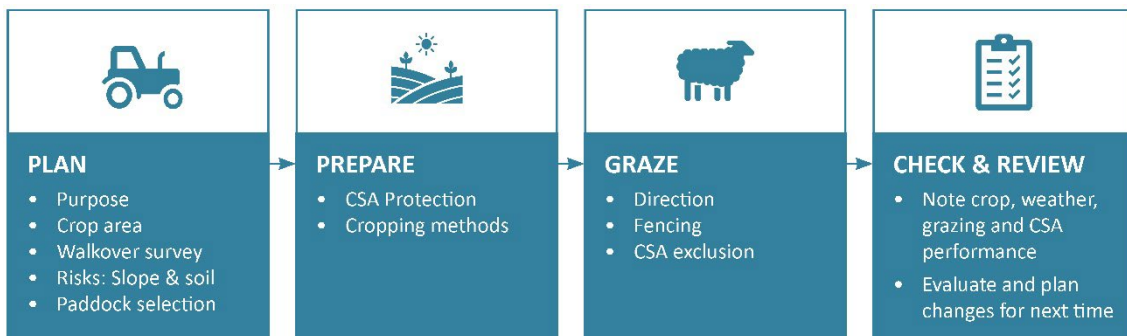 PLAN
• Purpose
• Crop area
• Walkover survey
• Risks: Slope & soil
• Paddock selection
PREPARE
• CSA Protection
• Cropping methods
GRAZE
• Direction
• Fencing
• CSA exclusion
CHECK & REVIEW
• Note crop, weather,
grazing and CSA
performance
• Evaluate and plan
changes for next time